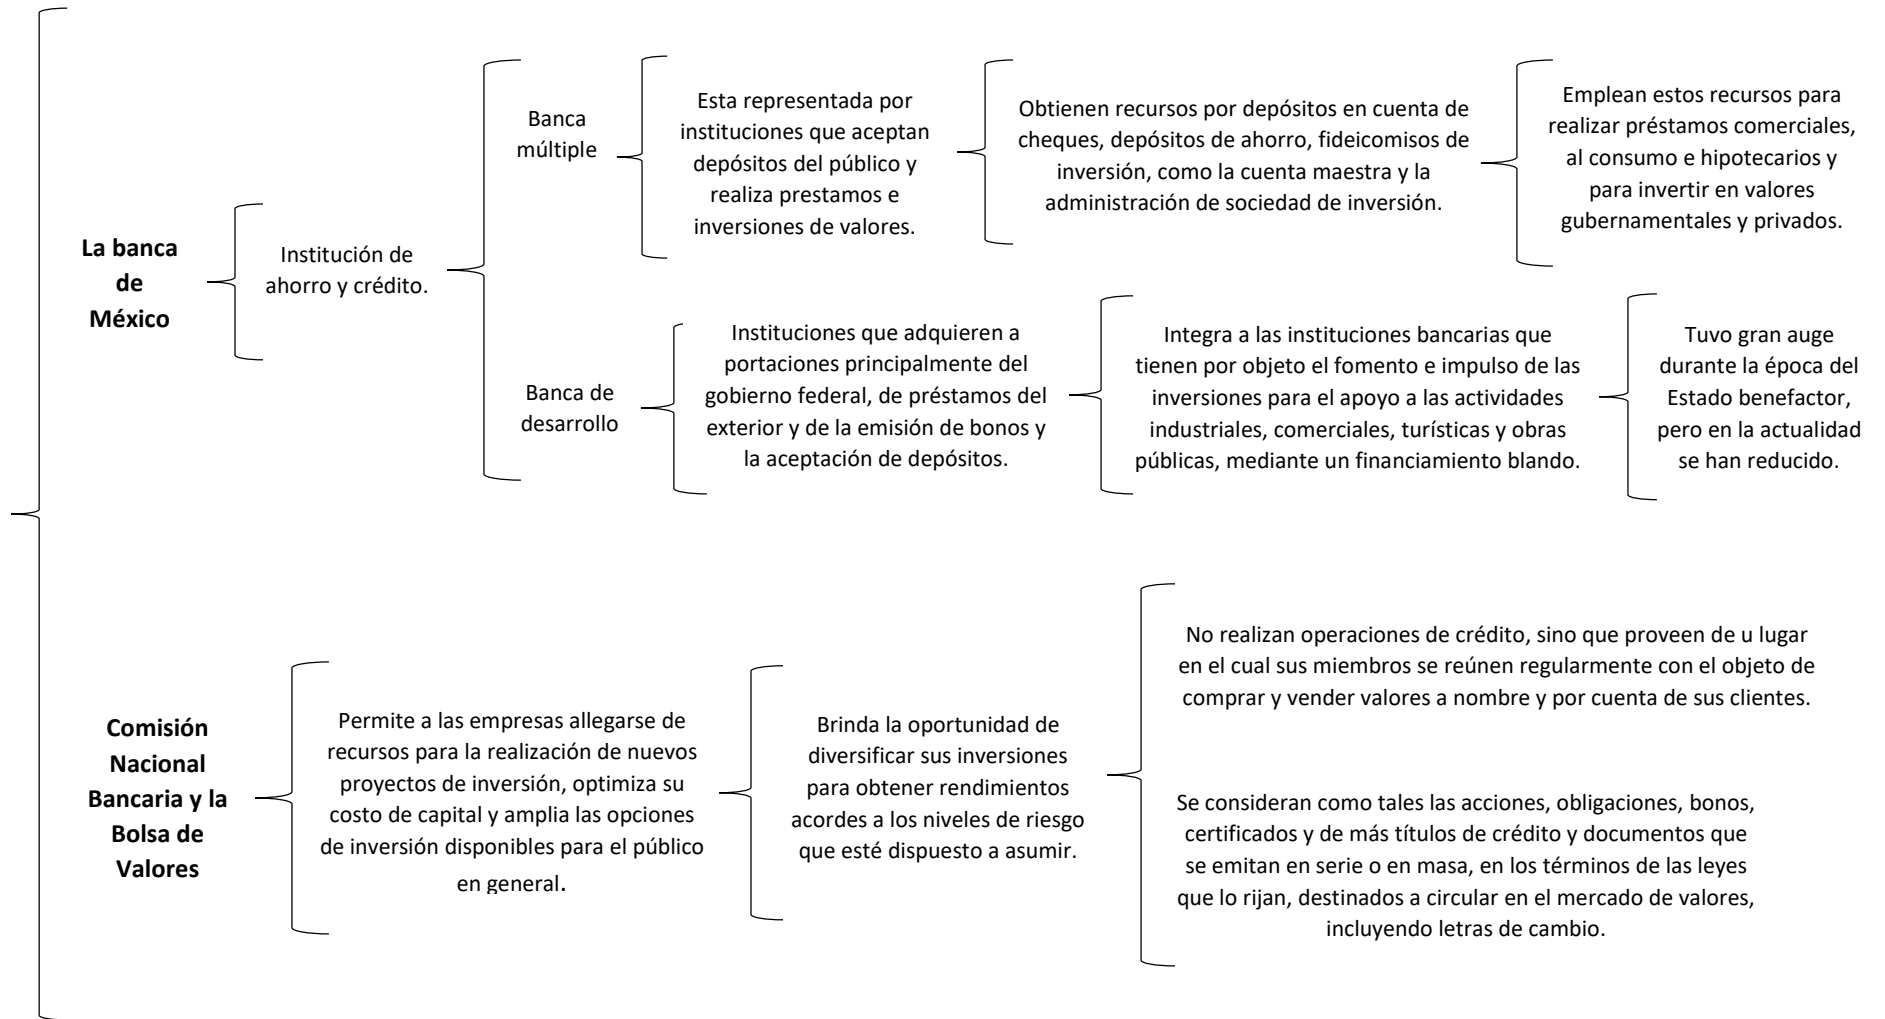 La banca
de
México
Institución de
ahorro y crédito.
Banca
múltiple
Esta representada por
instituciones que aceptan
depósitos del público y
realiza prestamos e
inversiones de valores.
Obtienen recursos por depósitos en cuenta de
cheques, depósitos de ahorro, fideicomisos de
inversión, como la cuenta maestra y la
administración de sociedad de inversión.
Emplean estos recursos para
realizar préstamos comerciales,
al consumo e hipotecarios y
para invertir en valores
gubernamentales y privados.
Banca de
desarrollo
Instituciones que adquieren a
portaciones principalmente del
gobierno federal, de préstamos del
exterior y de la emisión de bonos y
la aceptación de depósitos.
Integra a las instituciones bancarias que
tienen por objeto el fomento e impulso de las
inversiones para el apoyo a las actividades
industriales, comerciales, turísticas y obras
públicas, mediante un financiamiento blando.
Tuvo gran auge
durante la época del
Estado benefactor,
pero en la actualidad
se han reducido.
Comisión
Nacional
Bancaria y la
Bolsa de
Valores
Permite a las empresas allegarse de
recursos para la realización de nuevos
proyectos de inversión, optimiza su
costo de capital y amplia las opciones
de inversión disponibles para el público
en general.
Brinda la oportunidad de
diversificar sus inversiones
para obtener rendimientos
acordes a los niveles de riesgo
que esté dispuesto a asumir.
No realizan operaciones de crédito, sino que proveen de u lugar
en el cual sus miembros se reúnen regularmente con el objeto de
comprar y vender valores a nombre y por cuenta de sus clientes.
Se consideran como tales las acciones, obligaciones, bonos,
certificados y de más títulos de crédito y documentos que
se emitan en serie o en masa, en los términos de las leyes
que lo rijan, destinados a circular en el mercado de valores,
incluyendo letras de cambio.